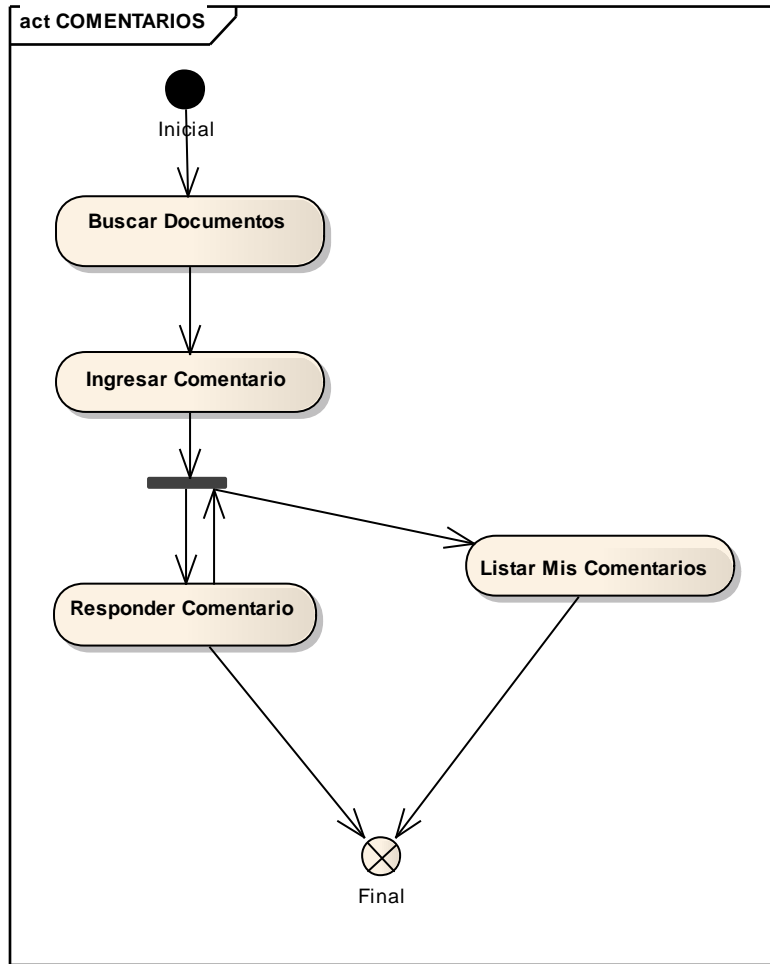 act COMENTARIOS
Inicial
Buscar Documentos
Ingresar Comentario
Listar Mis Comentarios
Responder Comentario
Final